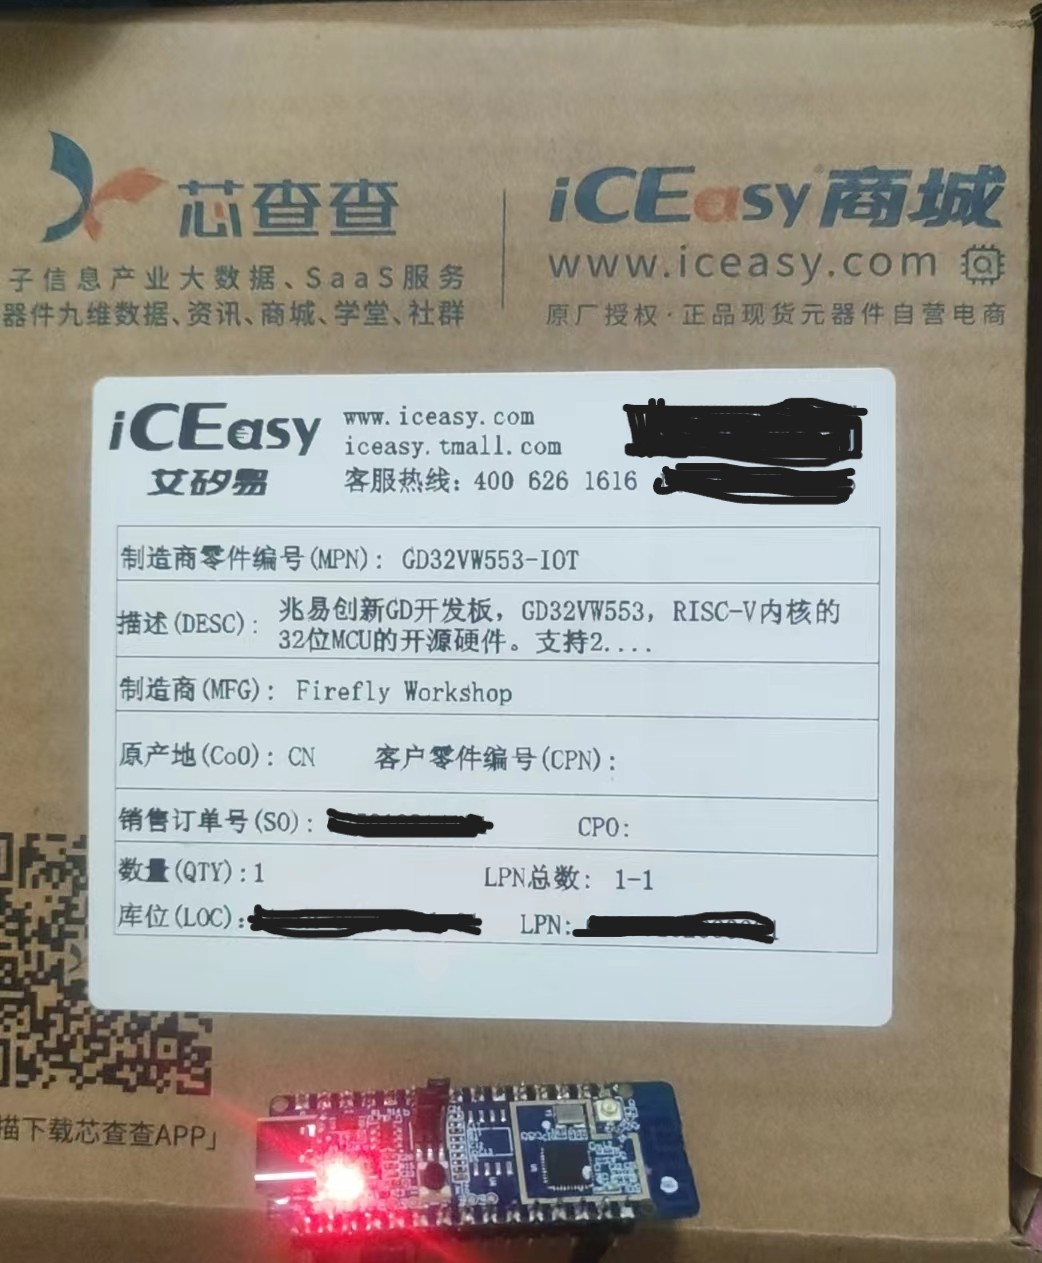 芯查查
子信息产业大数据、SaaS服务
器件九维数据、资讯、商城、学堂、社群
iCEasy商城
www.iceasy.com
原厂授权·正品现货元器件自营电商
iCEasy
艾矽易
www.iceasy.com
iceasy.tmall.com
客服热线: 400 626 1616
制造商零件编号(MPN): GD32VW553-IOT
描述(DESC): 兆易创新GD开发板, GD32VW553, RISC-V内核的
32位MCU的开源硬件。支持2....
制造商(MFG): Firefly Workshop
原产地(CoO): CN 客户零件编号(CPN):
销售订单号(SO): CPO:
数量(QTY):1 LPN总数: 1-1
库位(LOC): LPN:
描下载芯查查APP」